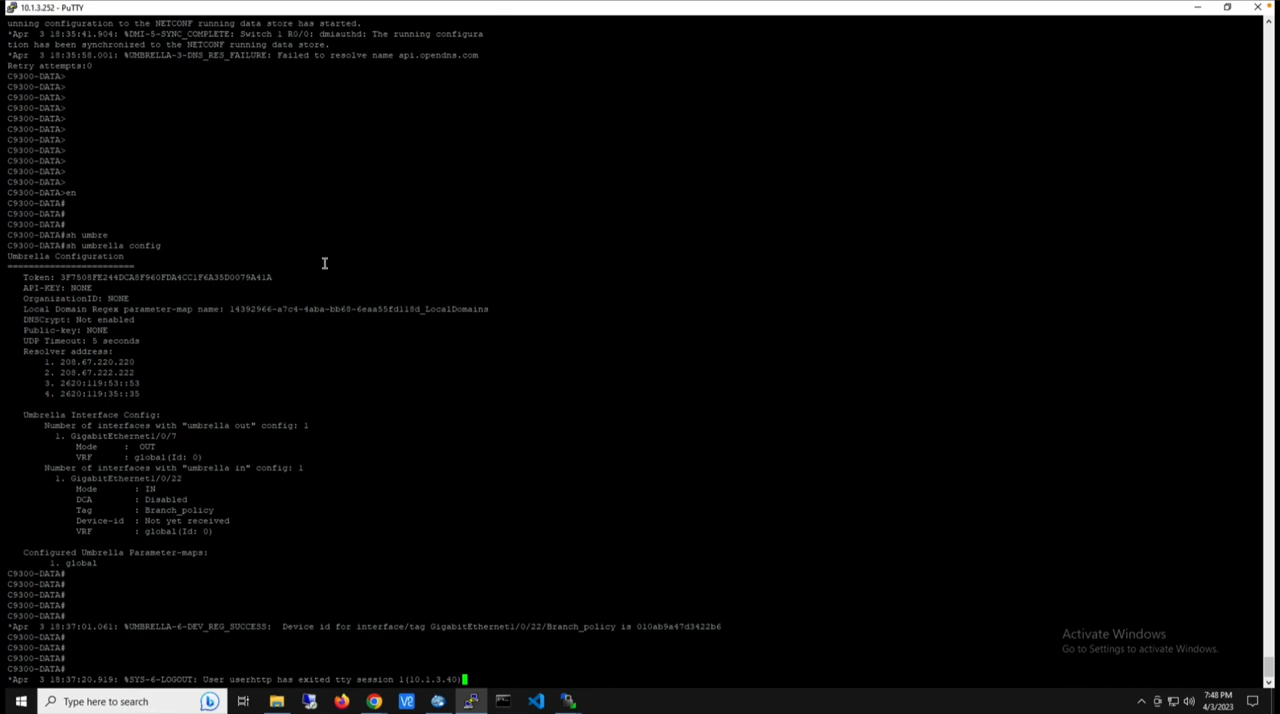 10.1.3.252 - PuTTY
unning configuration to the NETCONF running data store has started.
*Apr  3 18:35:41.904: %DMI-5-SYNC_COMPLETE: Switch 1 R0/0: dmiauthd: The running configura
tion has been synchronized to the NETCONF running data store.
*Apr  3 18:35:58.001: %UMBRELLA-3-DNS_RES_FAILURE: Failed to resolve name api.opendns.com
Retry attempts:0
C9300-DATA>
C9300-DATA>
C9300-DATA>
C9300-DATA>
C9300-DATA>
C9300-DATA>
C9300-DATA>
C9300-DATA>
C9300-DATA>
C9300-DATA>
C9300-DATA>
C9300-DATA>en
C9300-DATA#
C9300-DATA#
C9300-DATA#
C9300-DATA#sh umbre
C9300-DATA#sh umbrella config
Umbrella Configuration
========================
Token: 3F7508FE244DCA8F960FDA4CC1F6A35D0079A41A
API-KEY: NONE
OrganizationID: NONE
Local Domain Regex parameter-map name: 14392966-a7c4-4aba-bb68-6eaa55fd118d_LocalDomains
DNSCrypt: Not enabled
Public-key: NONE
UDP Timeout: 5 seconds
Resolver address:
1. 208.67.220.220
2. 208.67.222.222
3. 2620:119:53::53
4. 2620:119:35::35
Umbrella Interface Config:
Number of interfaces with "umbrella out" config: 1
1. GigabitEthernet1/0/7
Mode     :  OUT
VRF      : global(Id: 0)
Number of interfaces with "umbrella in" config: 1
1. GigabitEthernet1/0/22
Mode       : IN
DCA        : Disabled
Tag        : Branch_policy
Device-id  : Not yet received
VRF        : global(Id: 0)
Configured Umbrella Parameter-maps:
1. global
C9300-DATA#
C9300-DATA#
C9300-DATA#
C9300-DATA#
C9300-DATA#
*Apr  3 18:37:01.061: %UMBRELLA-6-DEV_REG_SUCCESS:  Device id for interface/tag GigabitEthernet1/0/22/Branch_policy is 010ab9a47d3422b6
C9300-DATA#
C9300-DATA#
C9300-DATA#
C9300-DATA#
*Apr  3 18:37:20.919: %SYS-6-LOGOUT: User userhttp has exited tty session 1(10.1.3.40)
Activate Windows
Go to Settings to activate Windows.
Type here to search
7:48 PM
4/3/2023